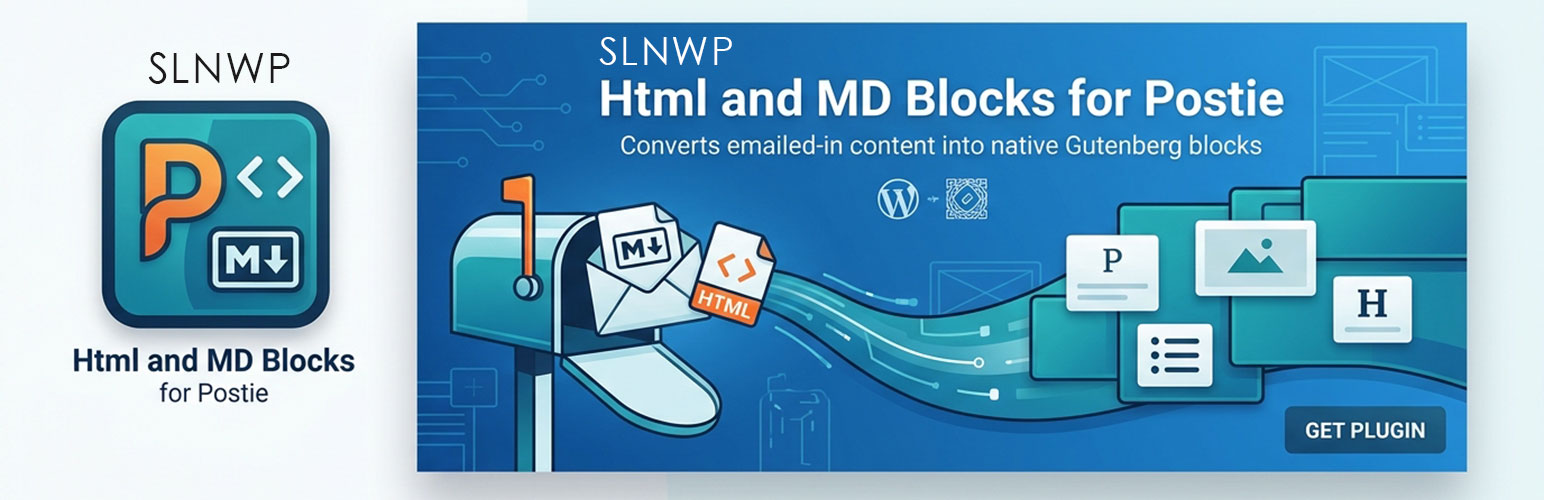 SLNWP
P
<>
M↓
Html and MD Blocks
for Postie
SLNWP
Html and MD Blocks for Postie
Converts emailed-in content into native Gutenberg blocks
M↓
<>
HTML
P
H
GET PLUGIN